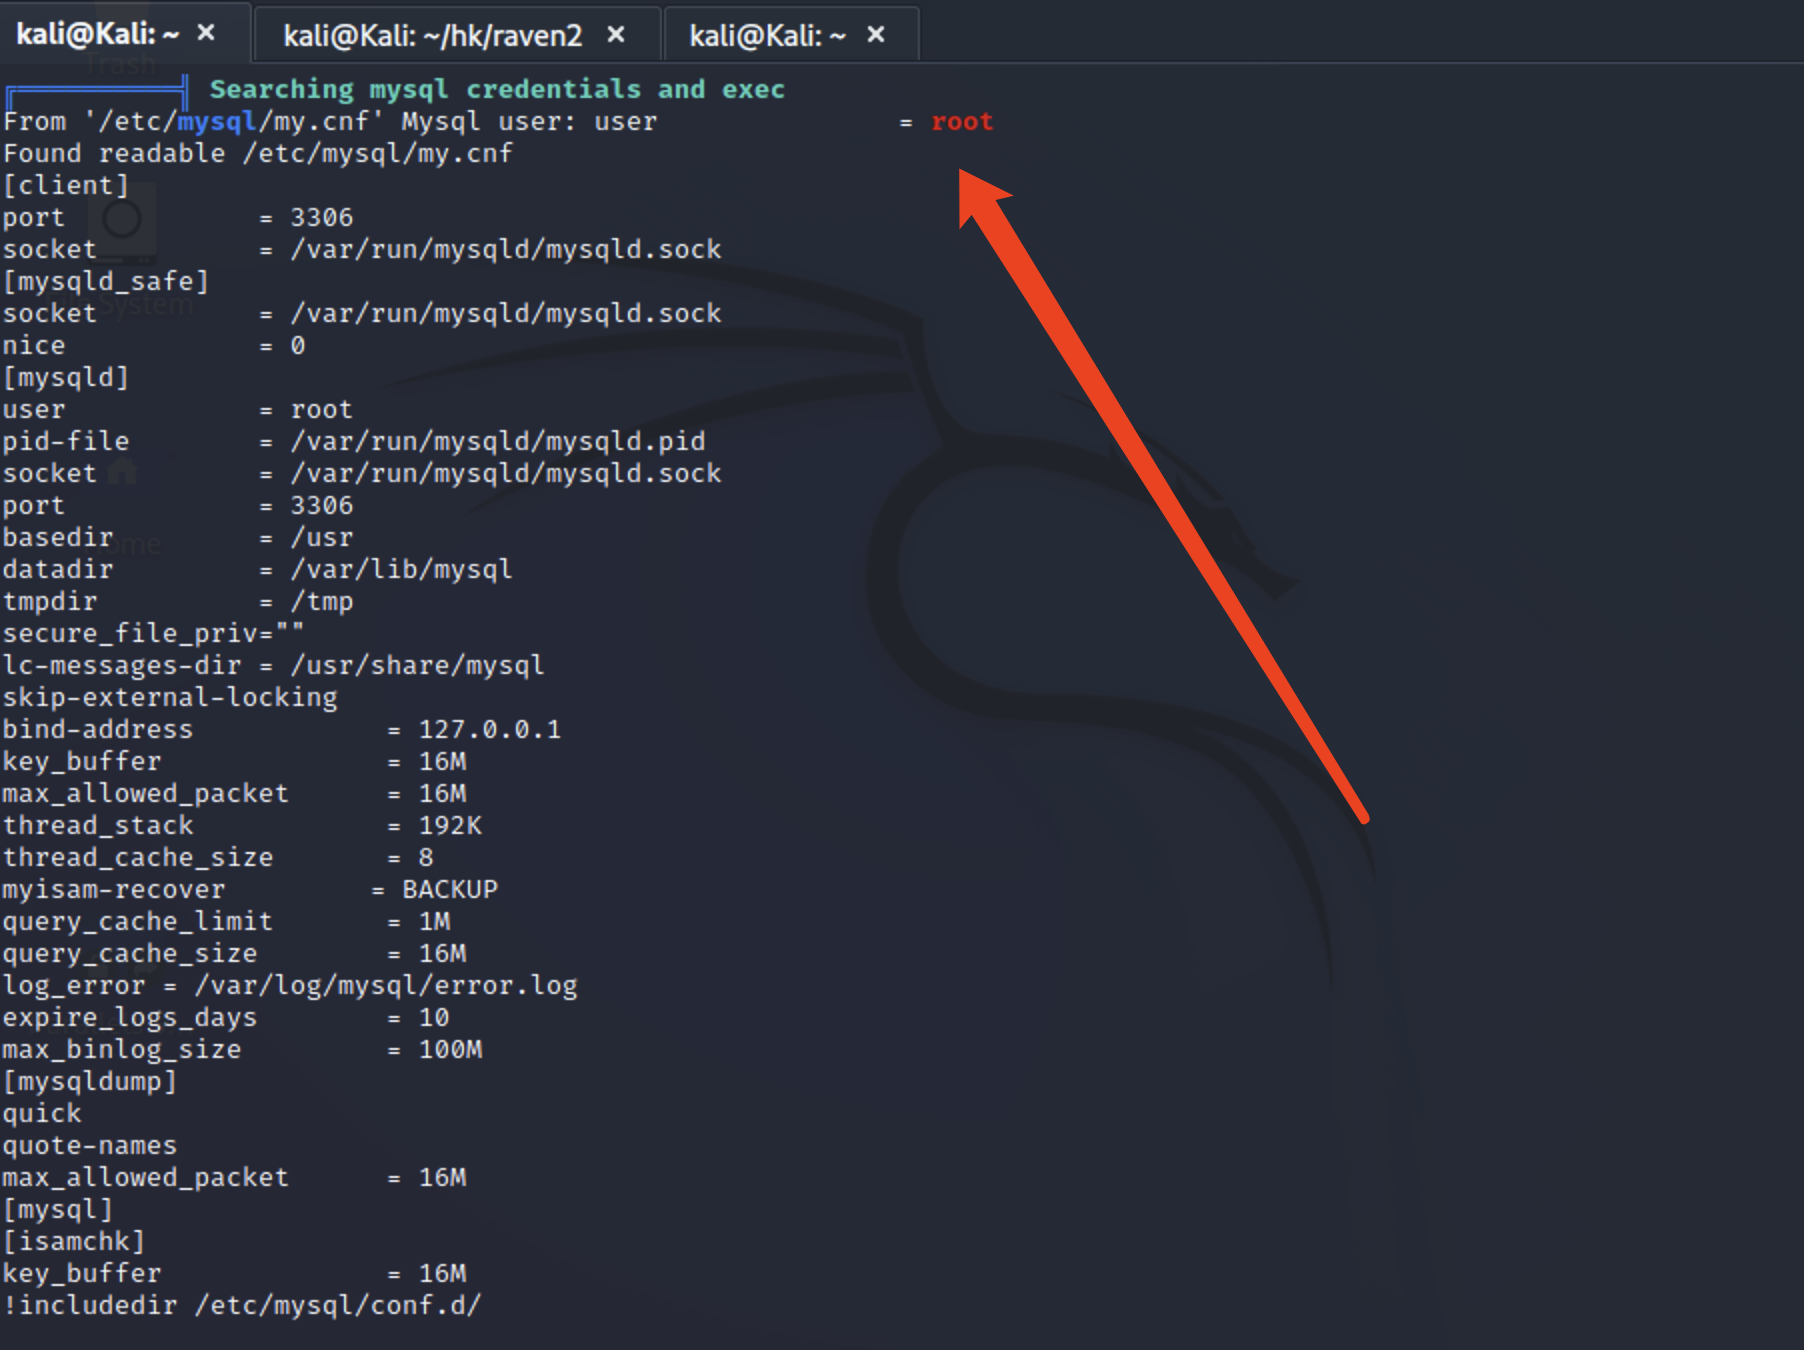 kali@Kali: ~ × kali@Kali: ~/hk/raven2 × kali@Kali: ~ ×
Trash
Searching mysql credentials and exec
From '/etc/mysql/my.cnf' Mysql user: user = root
Found readable /etc/mysql/my.cnf
[client]
port = 3306
socket = /var/run/mysqld/mysqld.sock
[mysqld_safe]
System
socket = /var/run/mysqld/mysqld.sock
nice = 0
[mysqld]
user = root
pid-file = /var/run/mysqld/mysqld.pid
socket = /var/run/mysqld/mysqld.sock
port = 3306
basedir = /usr
Home
datadir = /var/lib/mysql
tmpdir = /tmp
secure_file_priv=""
lc-messages-dir = /usr/share/mysql
skip-external-locking
bind-address = 127.0.0.1
key_buffer = 16M
max_allowed_packet = 16M
thread_stack = 192K
thread_cache_size = 8
myisam-recover = BACKUP
query_cache_limit = 1M
query_cache_size = 16M
log_error = /var/log/mysql/error.log
expire_logs_days = 10
max_binlog_size = 100M
[mysqldump]
quick
quote-names
max_allowed_packet = 16M
[mysql]
[isamchk]
key_buffer = 16M
!includedir /etc/mysql/conf.d/